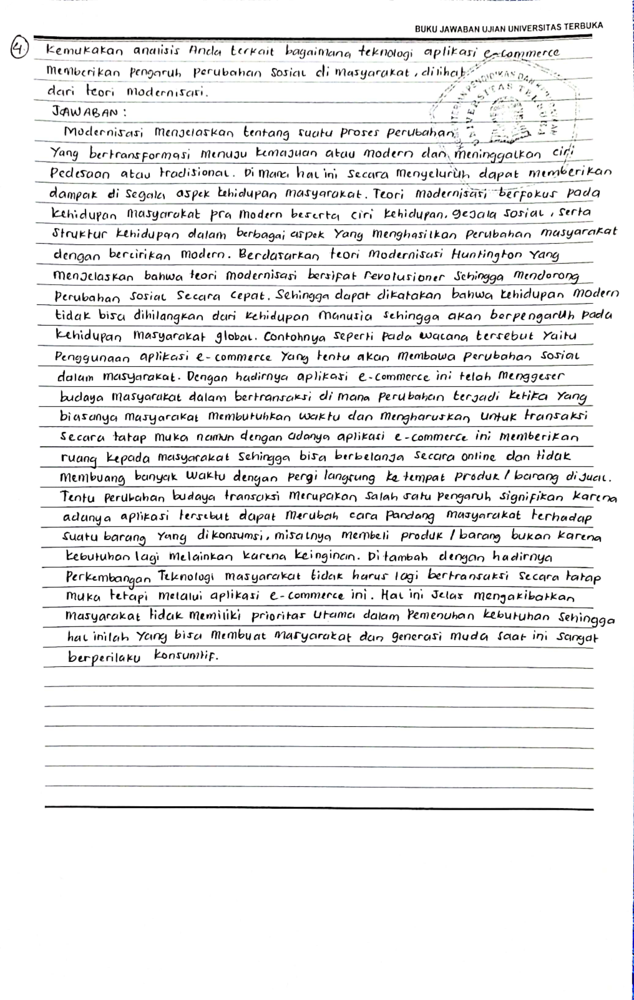 BUKU JAWABAN UJIAN UNIVERSITAS TERBUKA
4. Kemukakan analisis Anda terkait bagaimana teknologi aplikasi e-commerce
memberikan pengaruh perubahan sosial di masyarakat, dilihat
dari teori modernisasi.
JAWABAN :
Modernisasi menjelaskan tentang suatu proses perubahan
yang bertransformasi menuju kemajuan atau modern dan meninggalkan ciri
pedesaan atau tradisional. Di mana hal ini secara menyeluruh dapat memberikan
dampak di segala aspek kehidupan masyarakat. Teori modernisasi berfokus pada
kehidupan masyarakat pra modern beserta ciri kehidupan, gejala sosial, serta
struktur kehidupan dalam berbagai aspek yang menghasilkan perubahan masyarakat
dengan bercirikan modern. Berdasarkan teori modernisasi Huntington yang
menjelaskan bahwa teori modernisasi bersifat revolusioner sehingga mendorong
perubahan sosial secara cepat. Sehingga dapat dikatakan bahwa kehidupan modern
tidak bisa dihilangkan dari kehidupan manusia sehingga akan berpengaruh pada
kehidupan masyarakat global. Contohnya seperti pada wacana tersebut yaitu
penggunaan aplikasi e-commerce yang tentu akan membawa perubahan sosial
dalam masyarakat. Dengan hadirnya aplikasi e-commerce ini telah menggeser
budaya masyarakat dalam bertransaksi di mana perubahan terjadi ketika yang
biasanya masyarakat membutuhkan waktu dan mengharuskan untuk transaksi
secara tatap muka namun dengan adanya aplikasi e-commerce ini memberikan
ruang kepada masyarakat sehingga bisa berbelanja secara online dan tidak
membuang banyak waktu dengan pergi langsung ke tempat produk / barang dijual.
Tentu perubahan budaya transaksi merupakan salah satu pengaruh signifikan karena
adanya aplikasi tersebut dapat merubah cara pandang masyarakat terhadap
suatu barang yang dikonsumsi, misalnya membeli produk / barang bukan karena
kebutuhan lagi melainkan karena keinginan. Ditambah dengan hadirnya
perkembangan Teknologi masyarakat tidak harus lagi bertransaksi secara tatap
muka tetapi melalui aplikasi e-commerce ini. Hal ini jelas mengakibatkan
masyarakat tidak memiliki prioritas utama dalam pemenuhan kebutuhan sehingga
hal inilah yang bisa membuat masyarakat dan generasi muda saat ini sangat
berperilaku konsumtif.